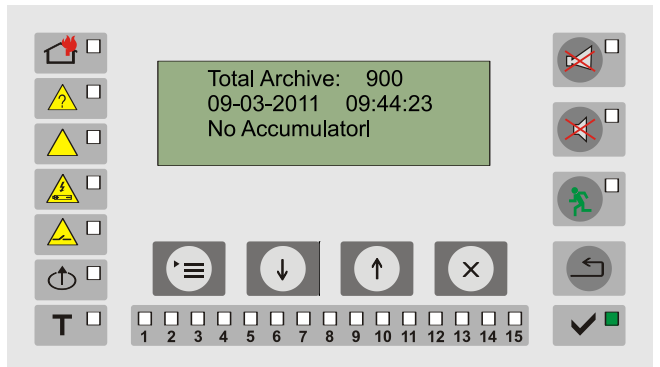 Total Archive: 900
09-03-2011 09:44:23
No Accumulatorl
?
T
1 2 3 4 5 6 7 8 9 10 11 12 13 14 15